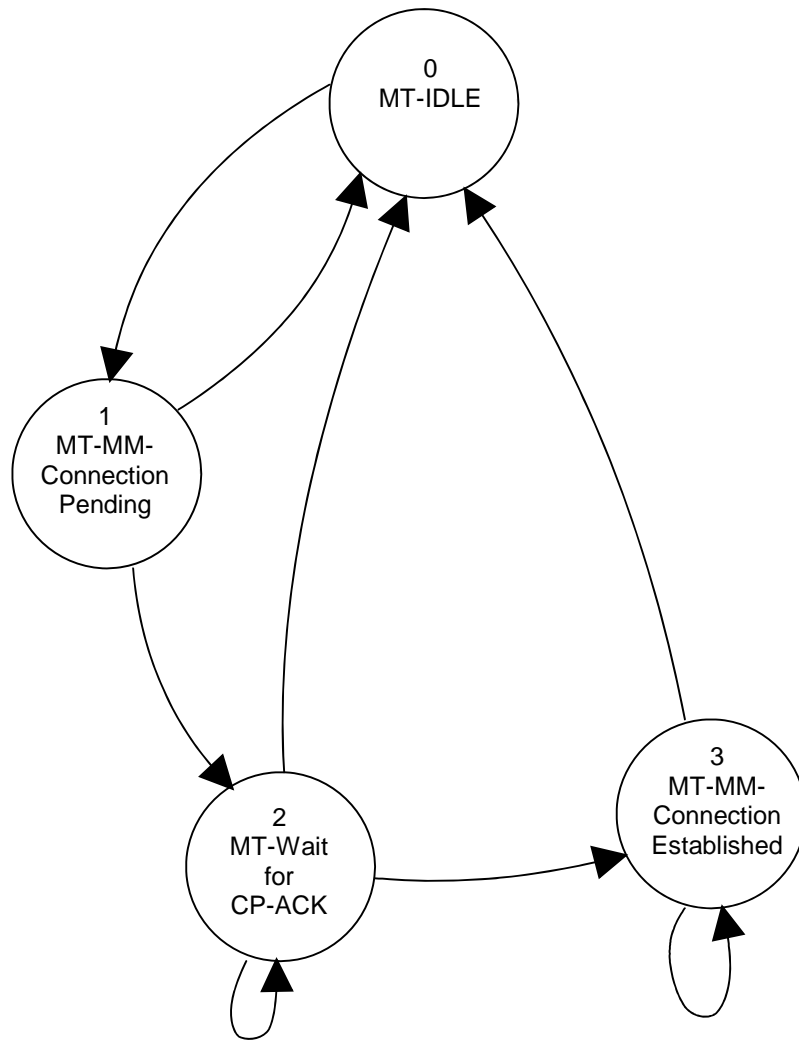 0
MT-IDLE
1
MT-MM-
Connection
Pending
2
MT-Wait
for
CP-ACK
3
MT-MM-
Connection
Established